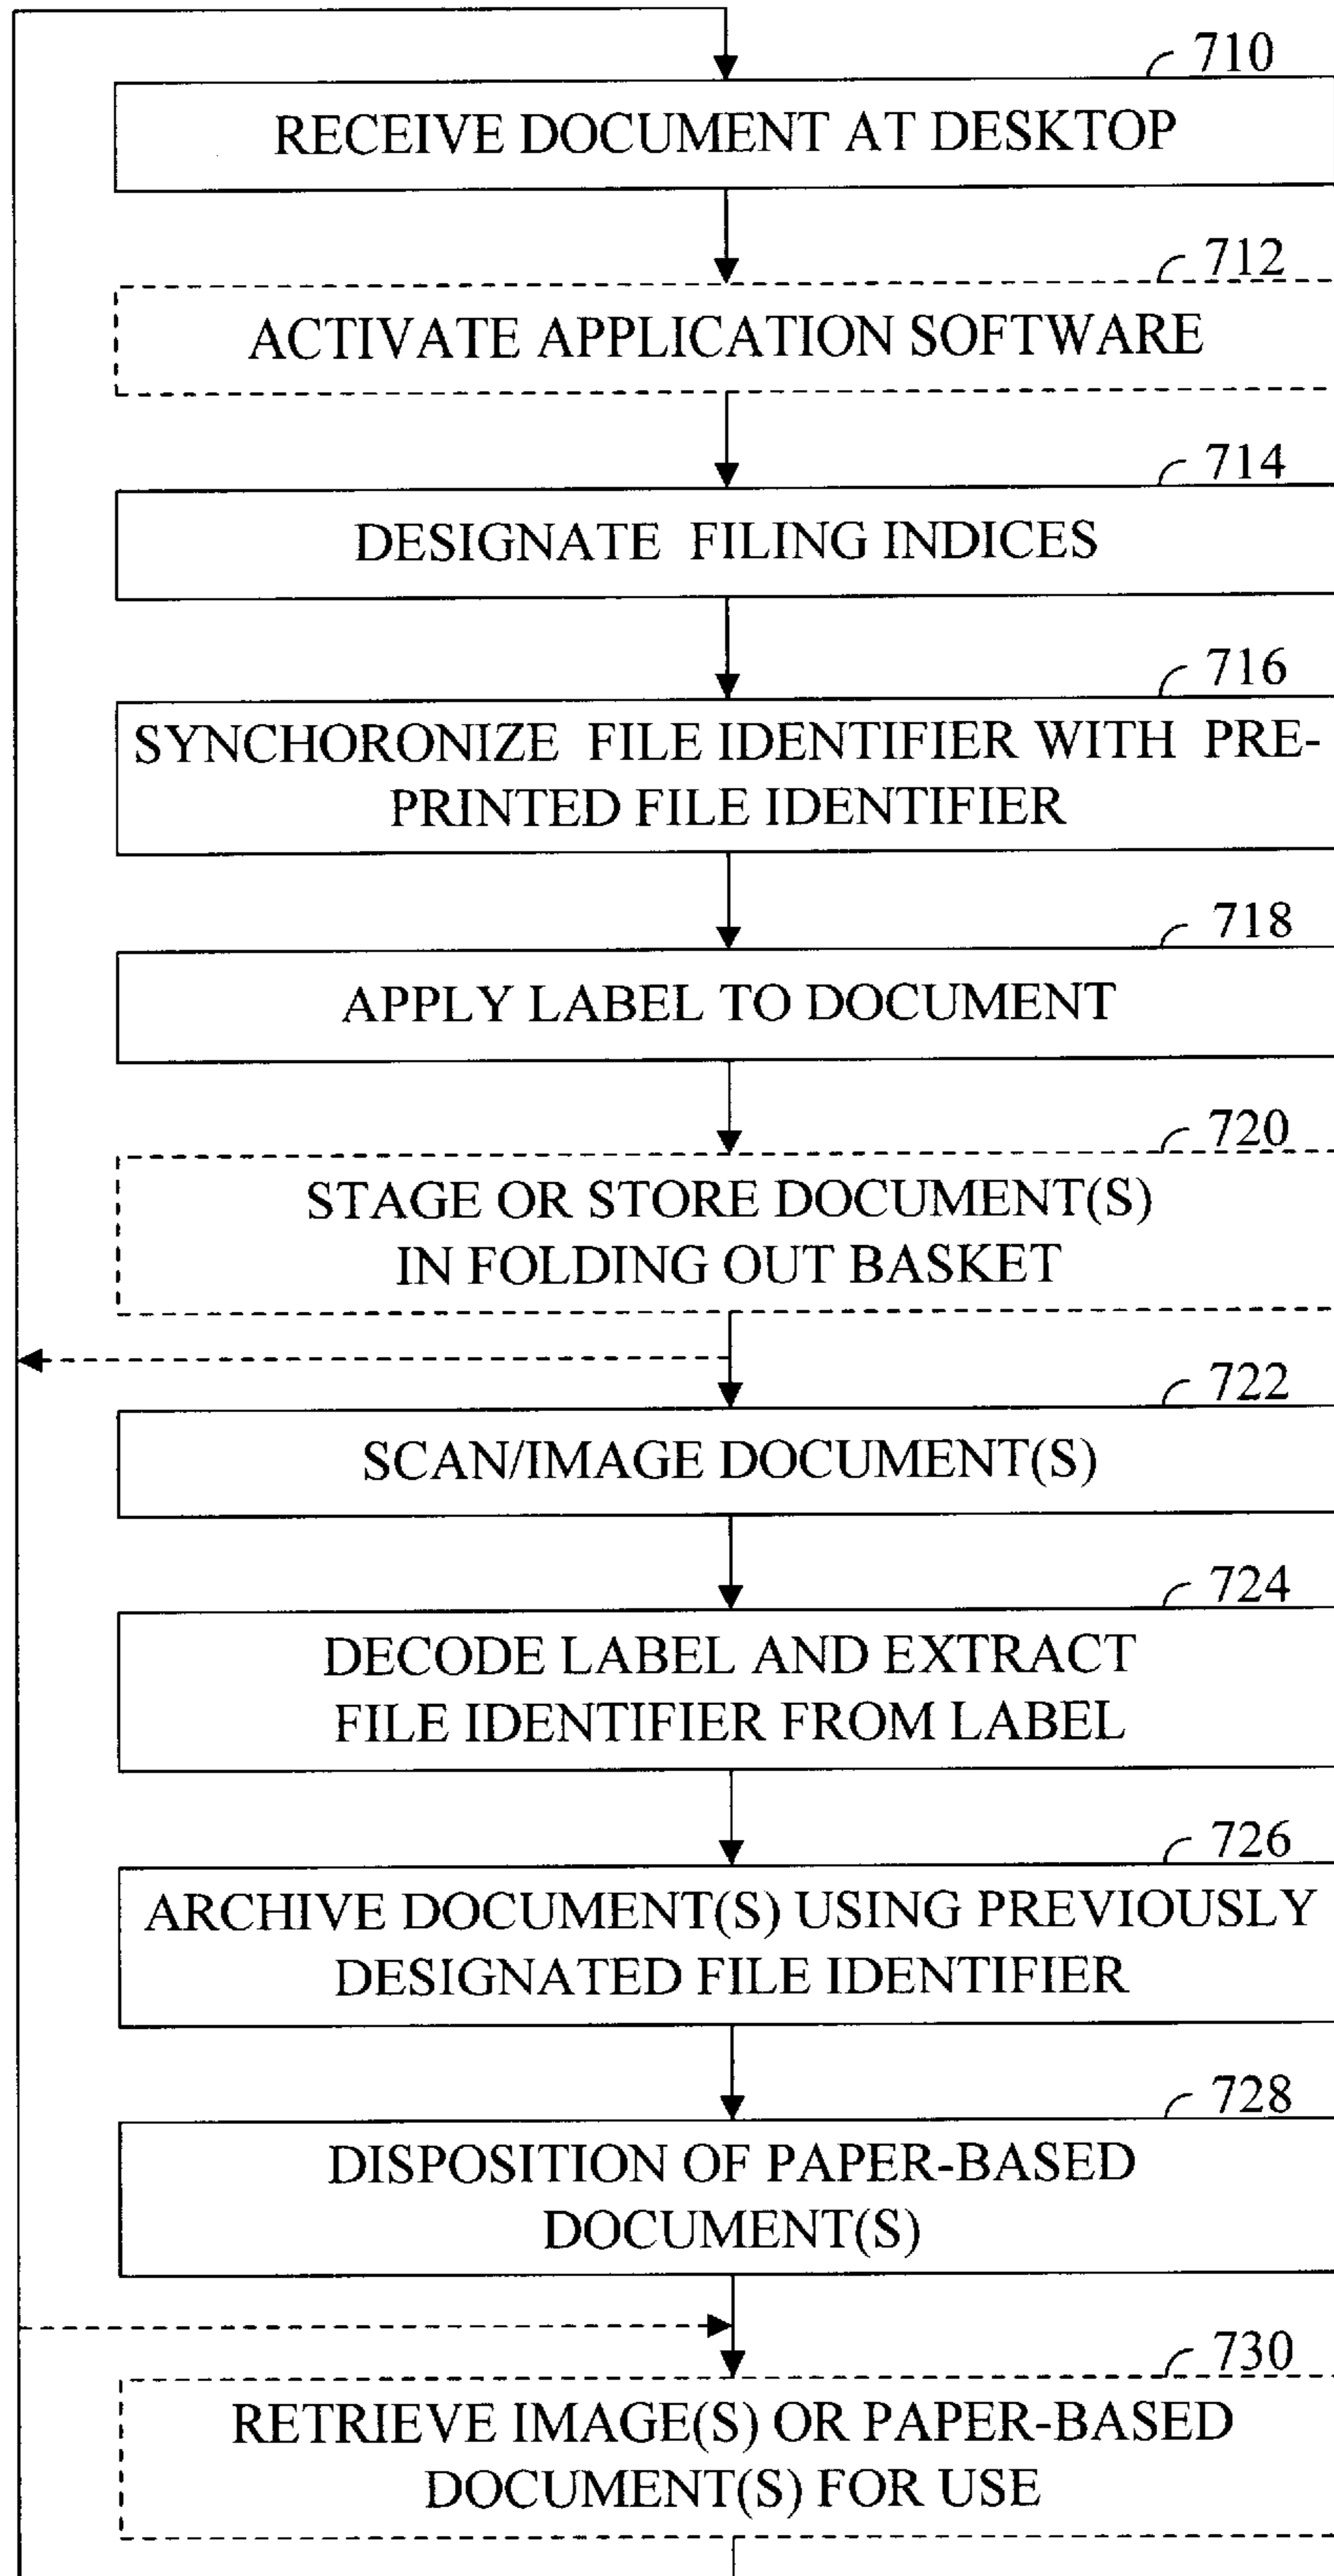 710
RECEIVE DOCUMENT AT DESKTOP
712
ACTIVATE APPLICATION SOFTWARE
714
DESIGNATE FILING INDICES
716
SYNCHORONIZE FILE IDENTIFIER WITH PRE-
PRINTED FILE IDENTIFIER
718
APPLY LABEL TO DOCUMENT
720
STAGE OR STORE DOCUMENT(S)
IN FOLDING OUT BASKET
722
SCAN/IMAGE DOCUMENT(S)
724
DECODE LABEL AND EXTRACT
FILE IDENTIFIER FROM LABEL
726
ARCHIVE DOCUMENT(S) USING PREVIOUSLY
DESIGNATED FILE IDENTIFIER
728
DISPOSITION OF PAPER-BASED
DOCUMENT(S)
730
RETRIEVE IMAGE(S) OR PAPER-BASED
DOCUMENT(S) FOR USE